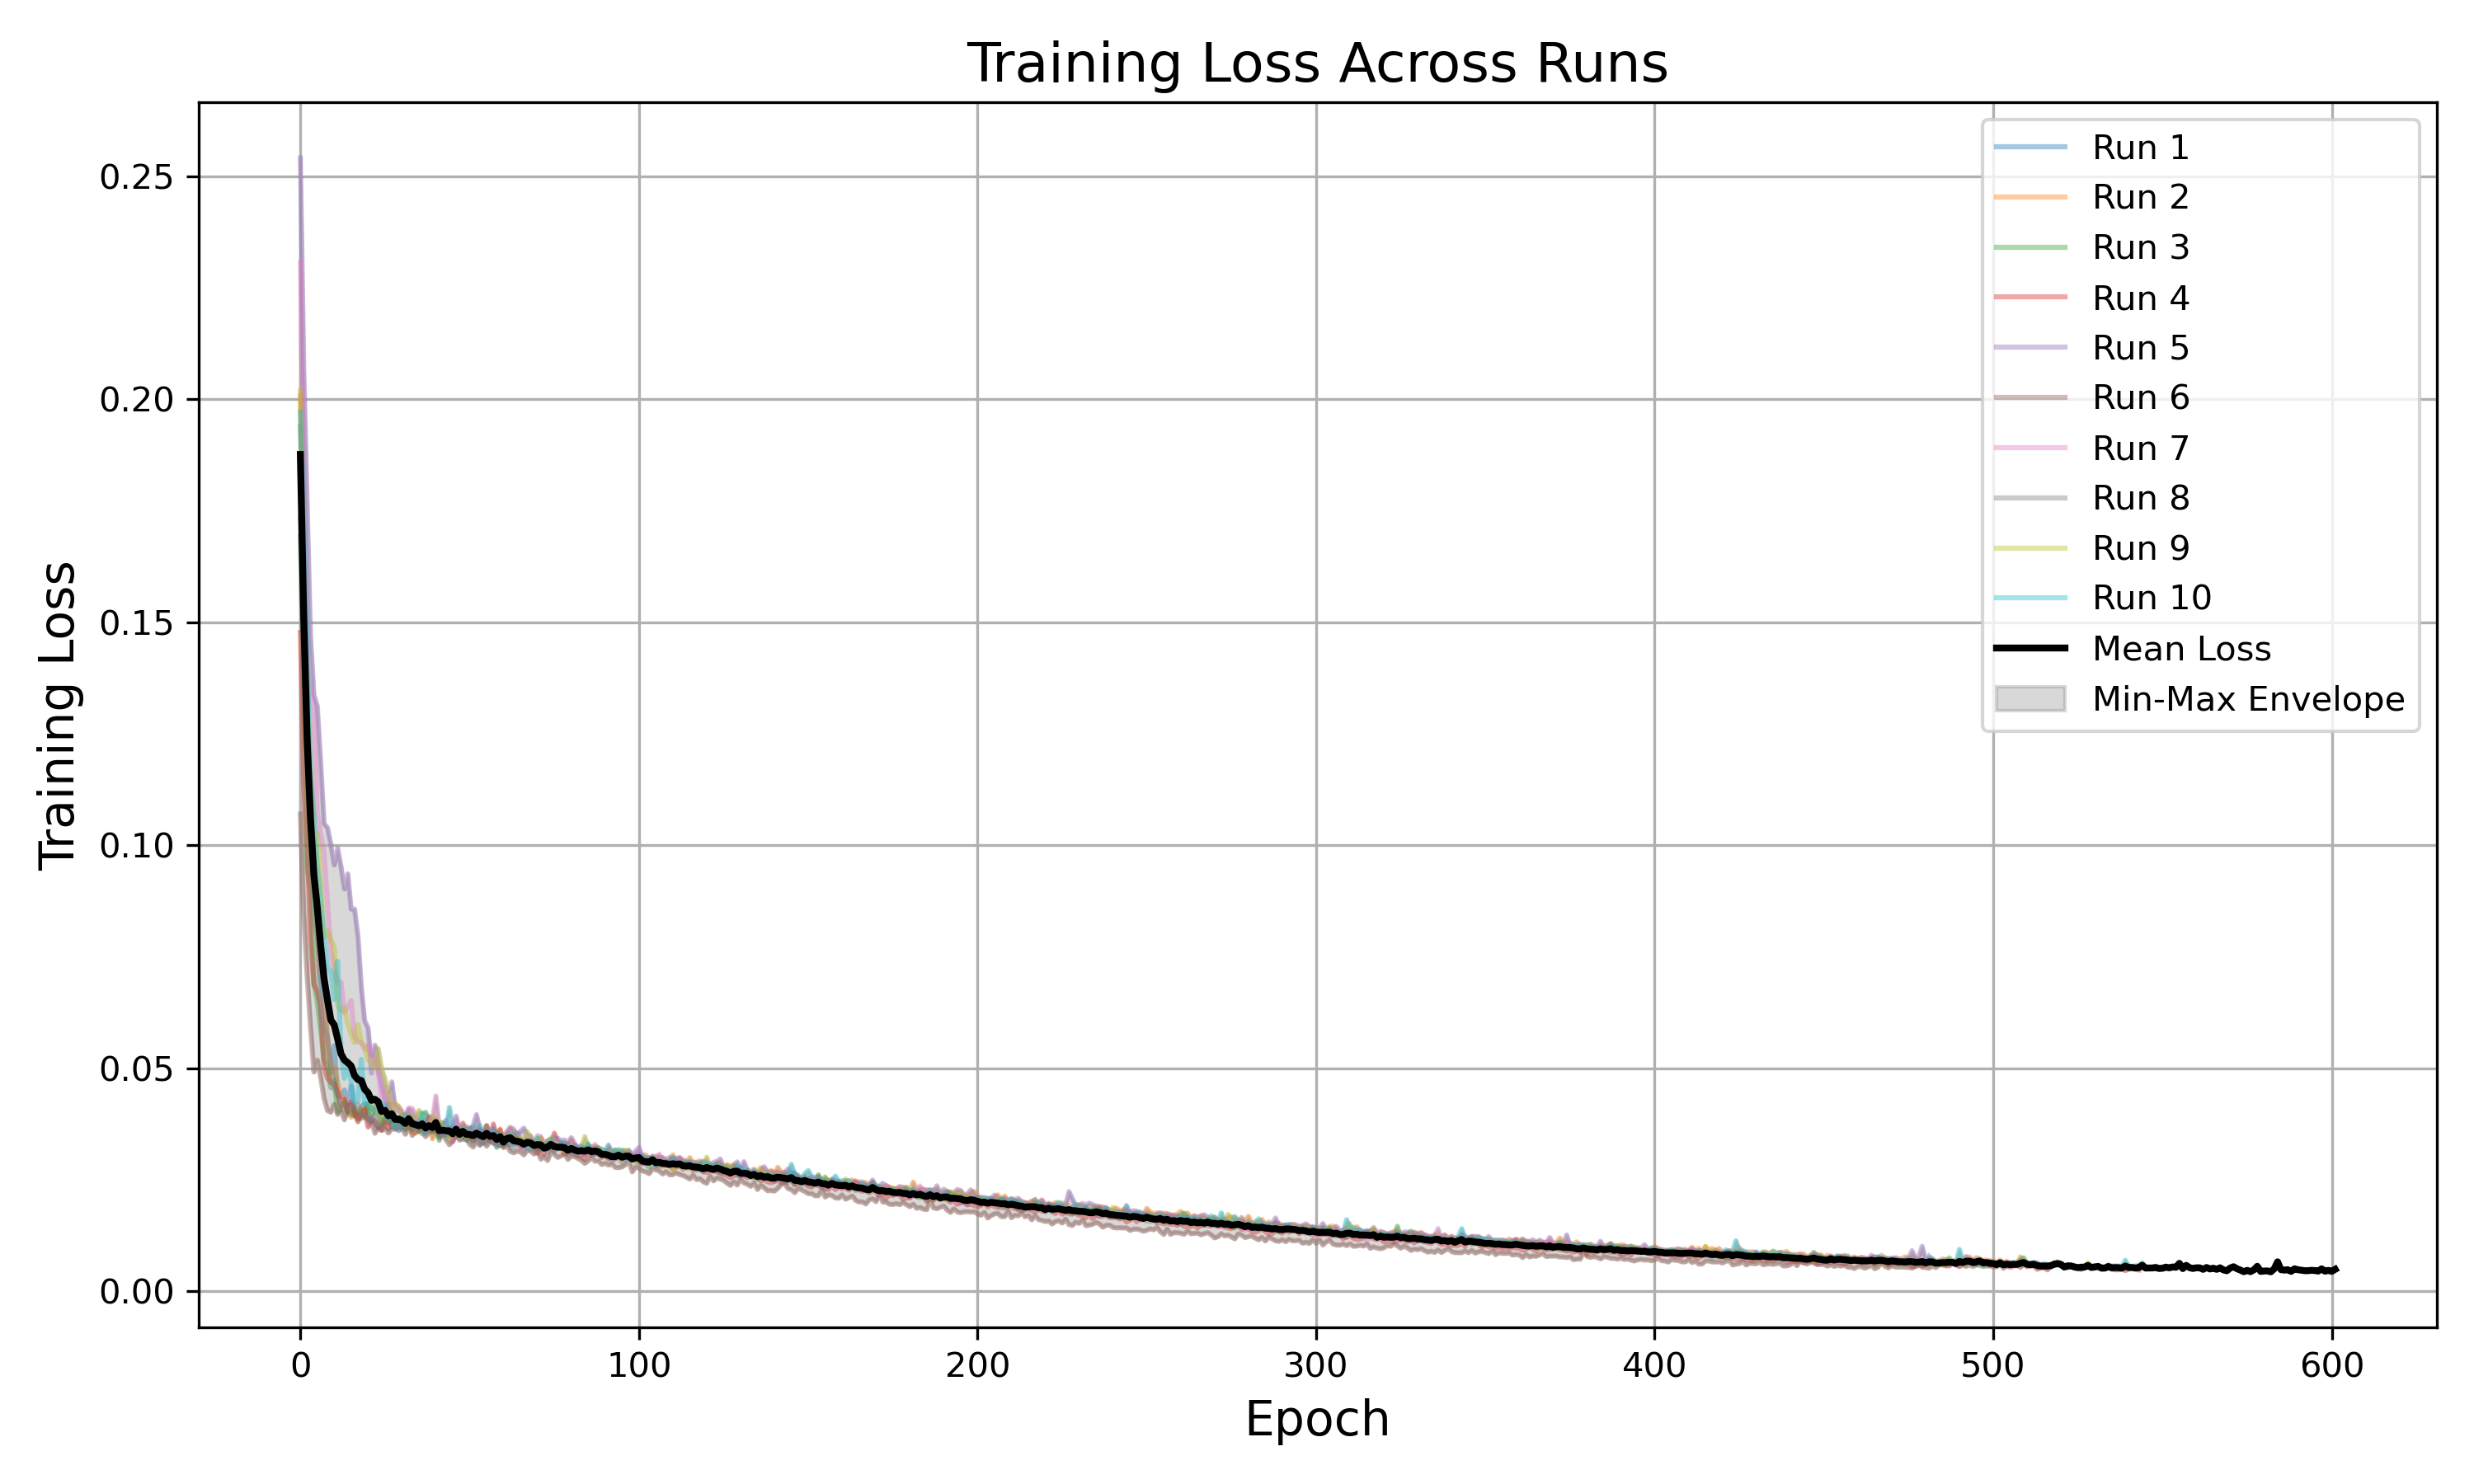 Training Loss Across Runs
Training Loss
0.25
0.20
0.15
0.10
0.05
0.00
0 100 200 300 400 500 600
Epoch
Run 1
Run 2
Run 3
Run 4
Run 5
Run 6
Run 7
Run 8
Run 9
Run 10
Mean Loss
Min-Max Envelope